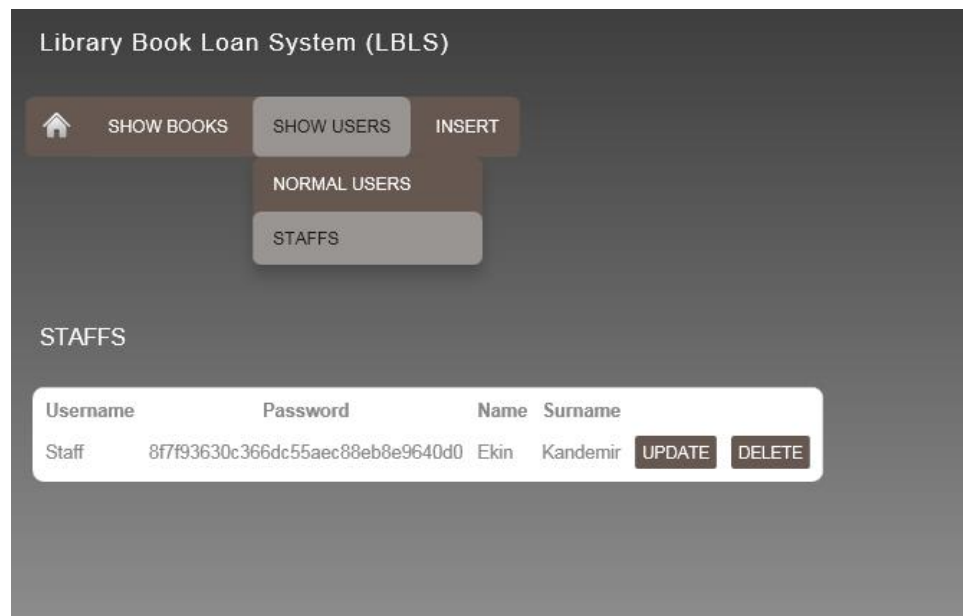 Library Book Loan System (LBLS)
SHOW BOOKS SHOW USERS INSERT
NORMAL USERS
STAFFS
STAFFS
Username Password Name Surname
Staff 8f7f93630c366dc55aec88eb8e9640d0 Ekin Kandemir UPDATE DELETE